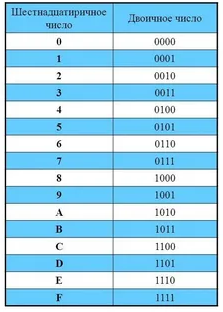 Шестнадцатиричное число Двоичное число
0 0000
1 0001
2 0010
3 0011
4 0100
5 0101
6 0110
7 0111
8 1000
9 1001
A 1010
B 1011
C 1100
D 1101
E 1110
F 1111